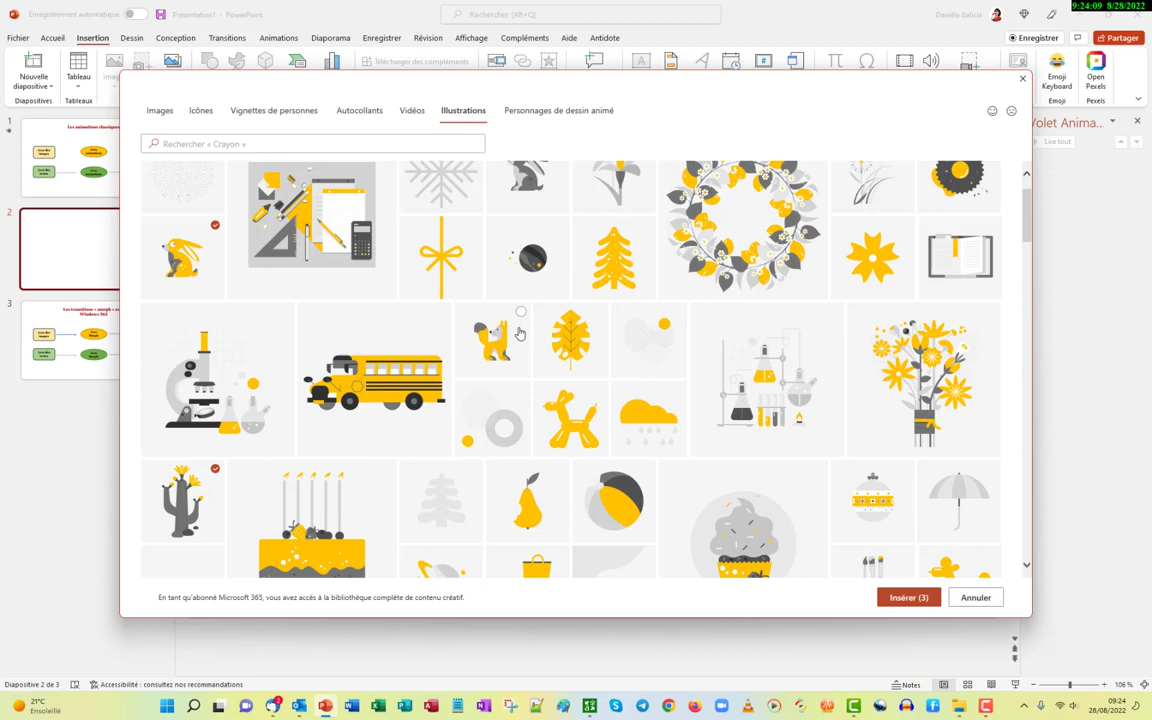 9:24:09 8/28/2022
Enregistrement automatique
Présentation1 - PowerPoint
Rechercher (Alt+Q)
Danièle Galicia
Fichier Accueil Insertion Dessin Conception Transitions Animations Diaporama Enregistrer Révision Affichage Compléments Aide Antidote
Enregistrer
Partager
Nouvelle
diapositive
Diapositives
Tableau
Tableaux
Télécharger des compléments
Emoji
Keyboard
Emoji
Open
Pexels
Pexels
Images Icônes Vignettes de personnes Autocollants Vidéos Illustrations Personnages de dessin animé
Rechercher « Crayon »
Volet Anima...
Lire tout
1
Les animations classiques
2
3
Les transitions « morph »
Windows 365
En tant qu'abonné Microsoft 365, vous avez accès à la bibliothèque complète de contenu créatif.
Insérer (3)
Annuler
Diapositive 2 de 3
Accessibilité : consultez nos recommandations
Notes
106 %
21°C
Ensoleillé
09:24
28/08/2022